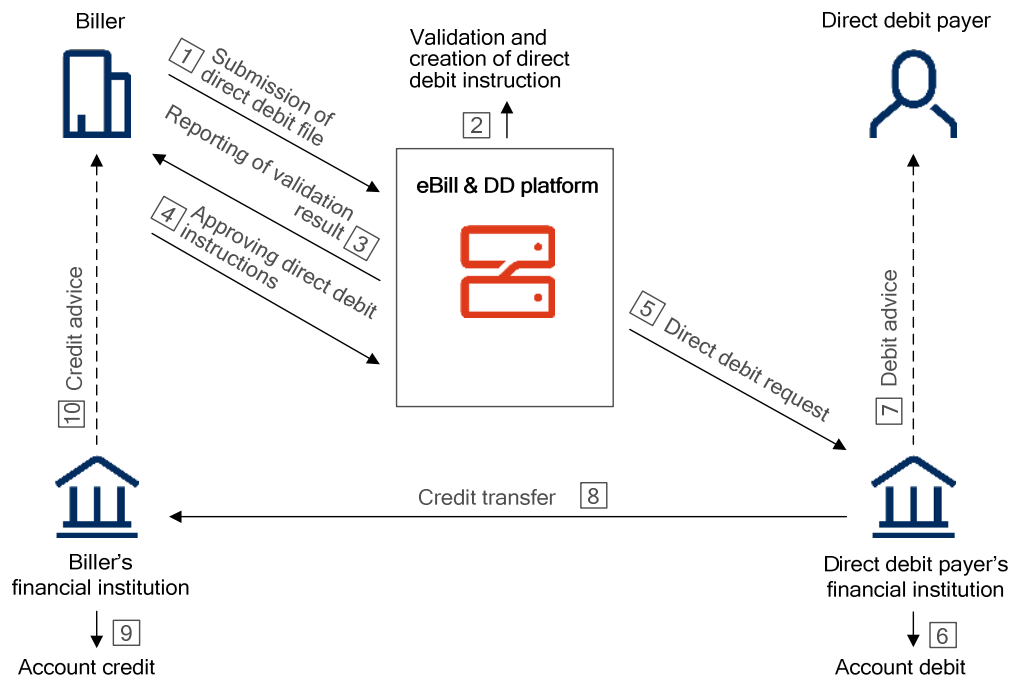 Biller
Direct debit payer
Validation and
creation of direct
debit instruction
2
1 Submission of
direct debit file
Reporting of validation
result 3
4 Approving direct debit
instructions
eBill & DD platform
5 Direct debit request
10 Credit advice
7 Debit advice
Credit transfer 8
Biller's
financial institution
Direct debit payer's
financial institution
9
Account credit
6
Account debit